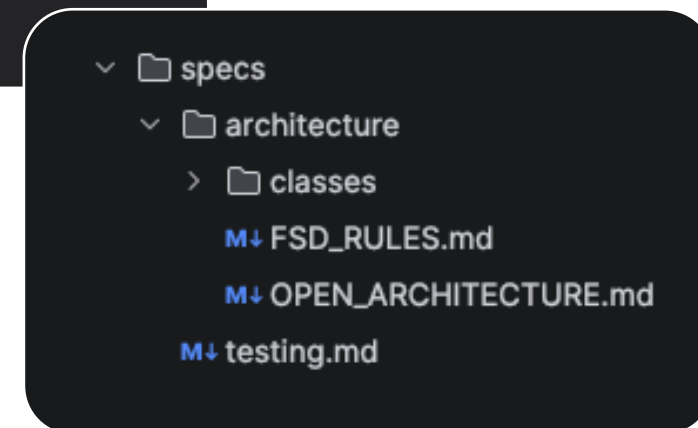 specs
architecture
classes
M↓ FSD_RULES.md
M↓ OPEN_ARCHITECTURE.md
M↓ testing.md